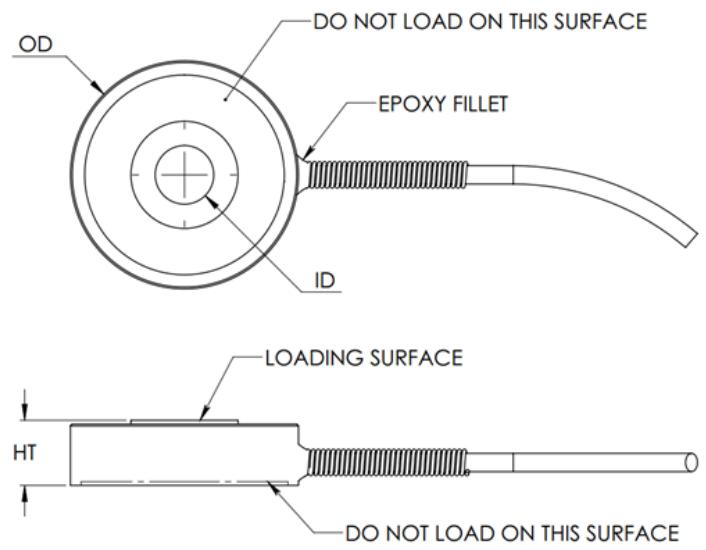 DO NOT LOAD ON THIS SURFACE
OD
EPOXY FILLET
ID
LOADING SURFACE
HT
DO NOT LOAD ON THIS SURFACE